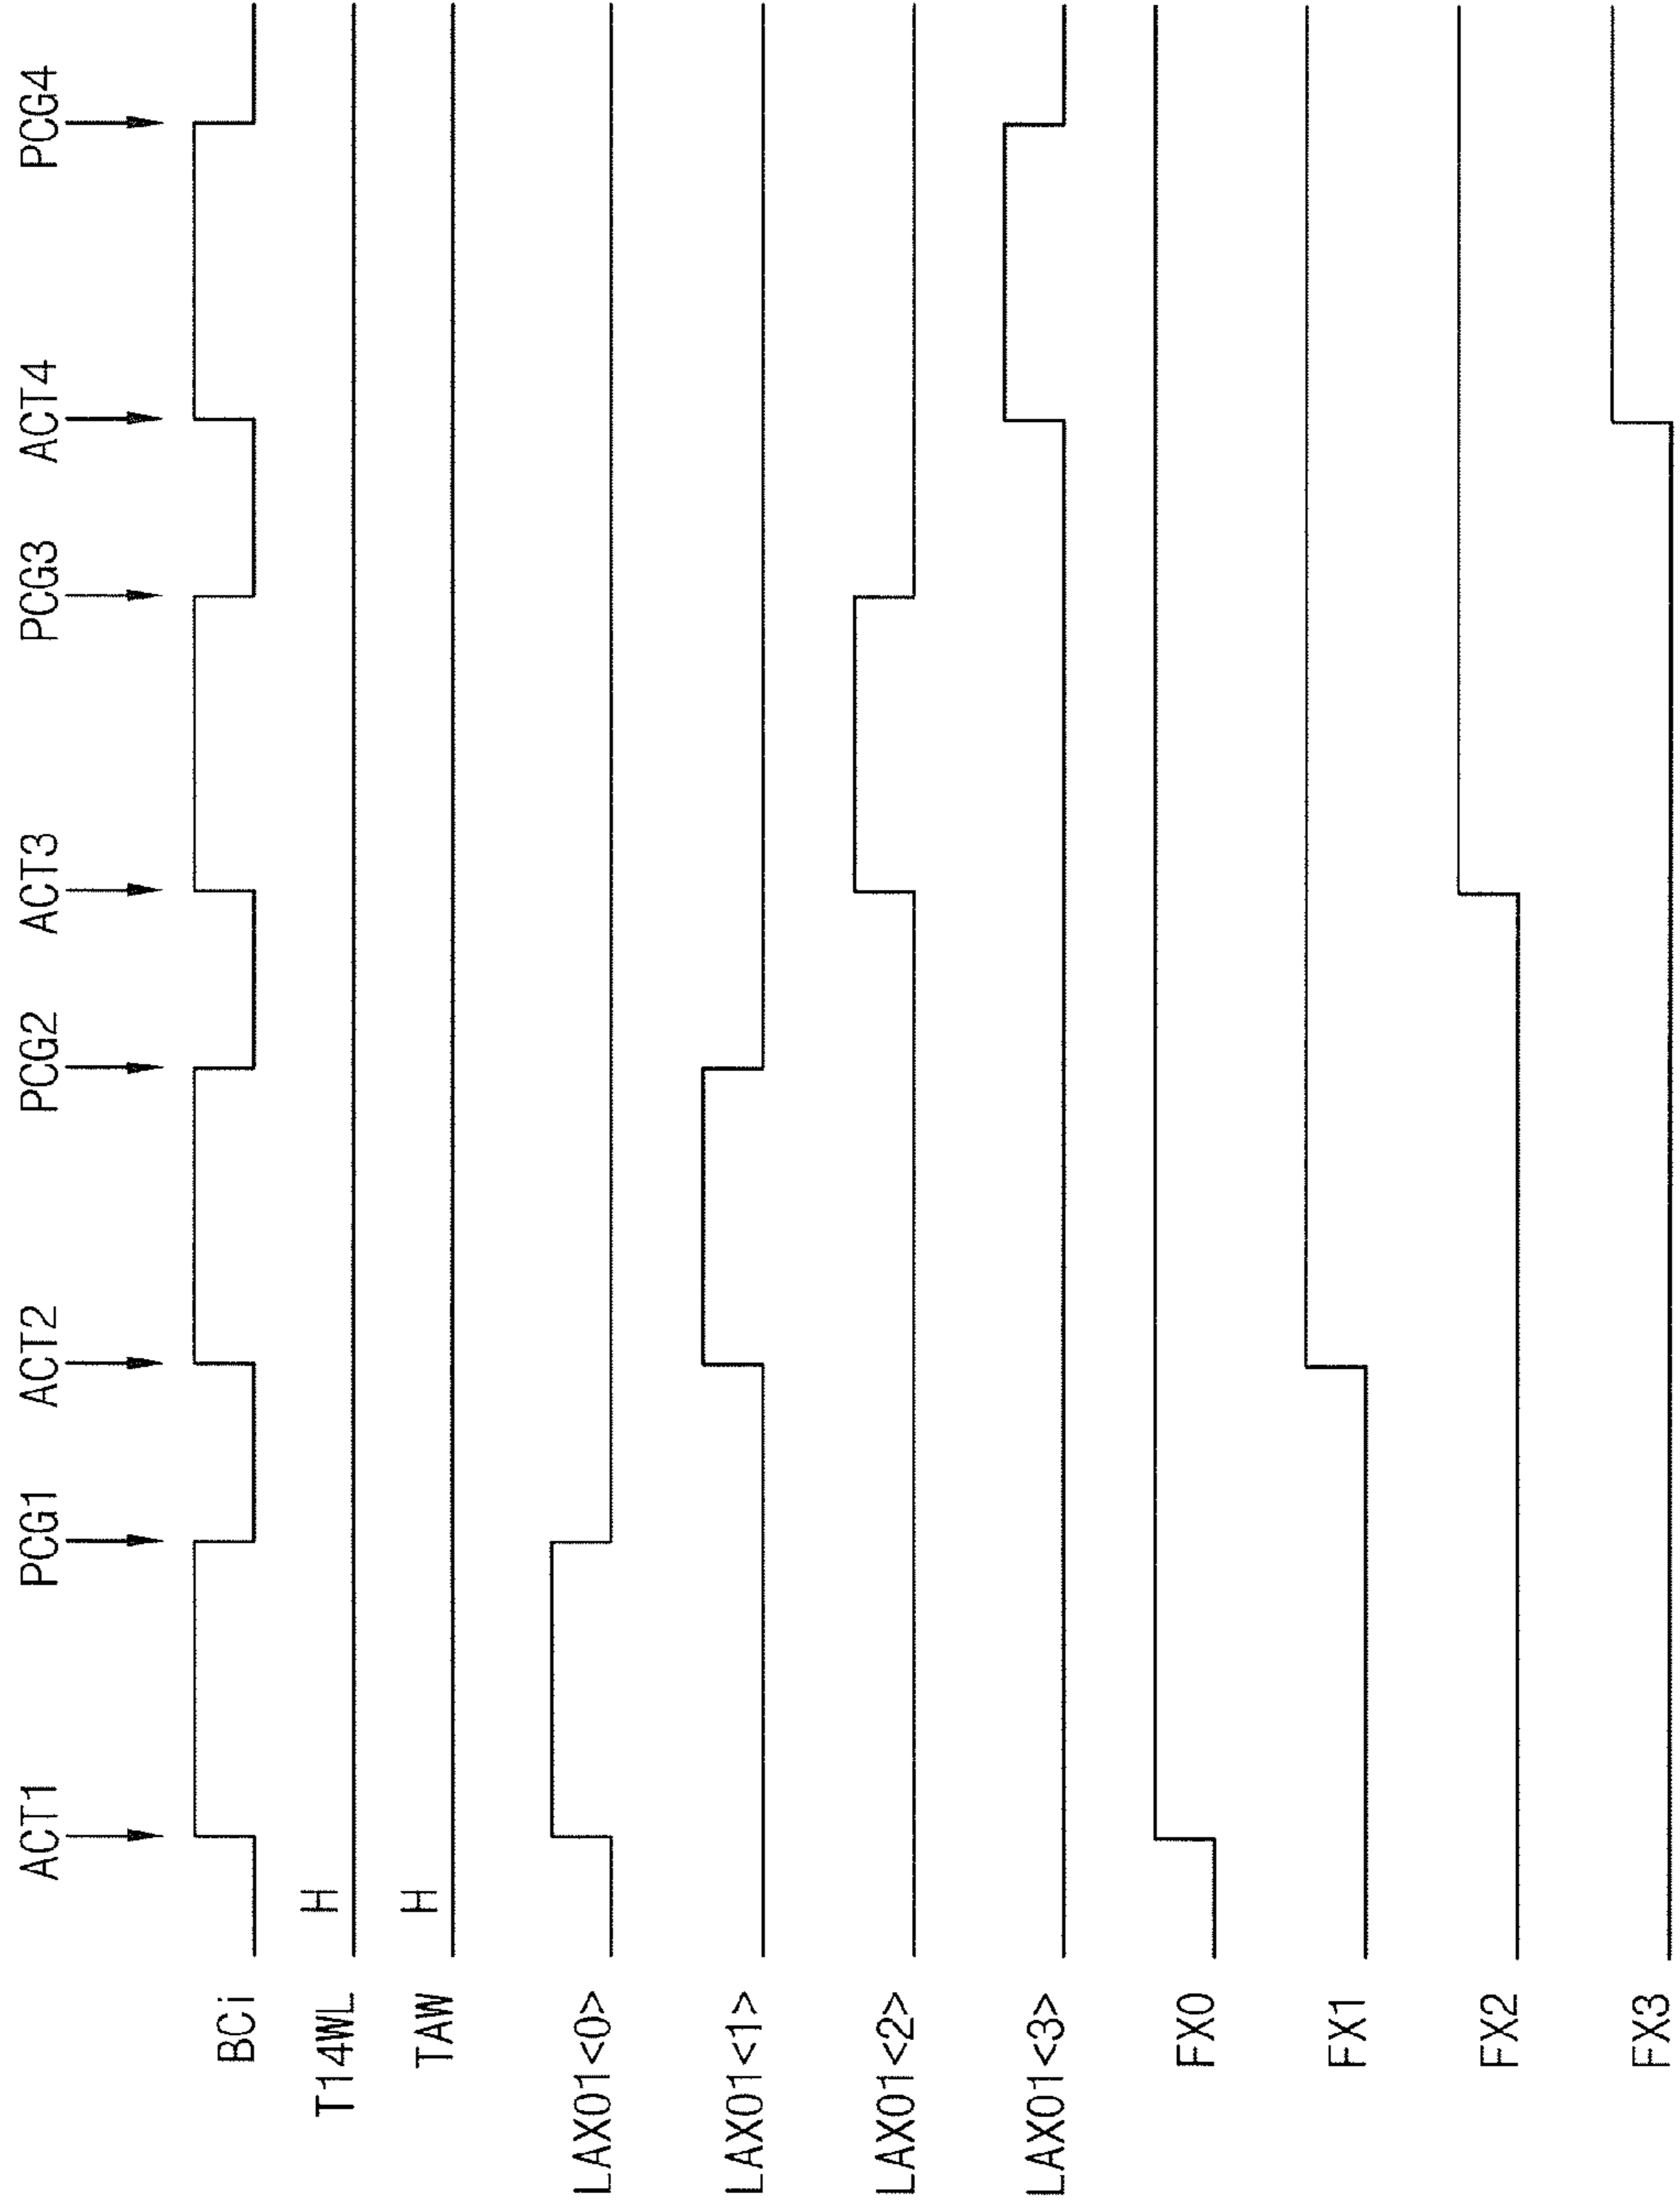 ACT1 PCG1 ACT2 PCG2 ACT3 PCG3 ACT4 PCG4
BCi
T14WL H
TAW H
LAX01<0>
LAX01<1>
LAX01<2>
LAX01<3>
FX0
FX1
FX2
FX3